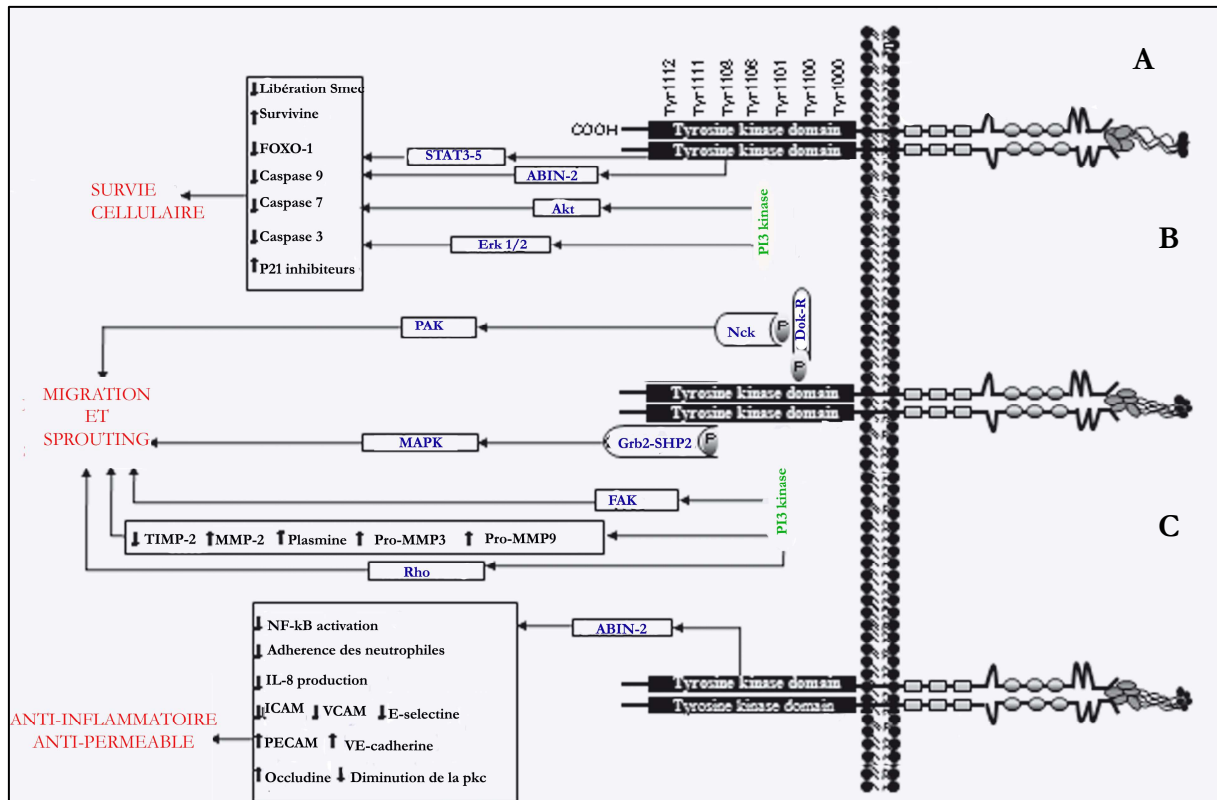 A
Tyr1112
Tyr1111
Tyr1108
Tyr1106
Tyr1101
Tyr1100
Tyr1000
COOH
Tyrosine kinase domain
Tyrosine kinase domain
Libération Smec
Survivine
FOXO-1
Caspase 9
Caspase 7
Caspase 3
P21 inhibiteurs
STAT3-5
ABIN-2
Akt
Erk 1/2
PI3 kinase
SURVIE
CELLULAIRE
B
PAK
Nck
P
Dok-R
P
Tyrosine kinase domain
Tyrosine kinase domain
MIGRATION
ET
SPROUTING
MAPK
Grb2-SHP2
P
FAK
PI3 kinase
TIMP-2 MMP-2 Plasmine Pro-MMP3 Pro-MMP9
Rho
C
NF-kB activation
Adherence des neutrophiles
IL-8 production
ICAM VCAM E-selectine
PECAM VE-cadherine
Occludine Diminution de la pkc
ABIN-2
Tyrosine kinase domain
Tyrosine kinase domain
ANTI-INFLAMMATOIRE
ANTI-PERMEABLE